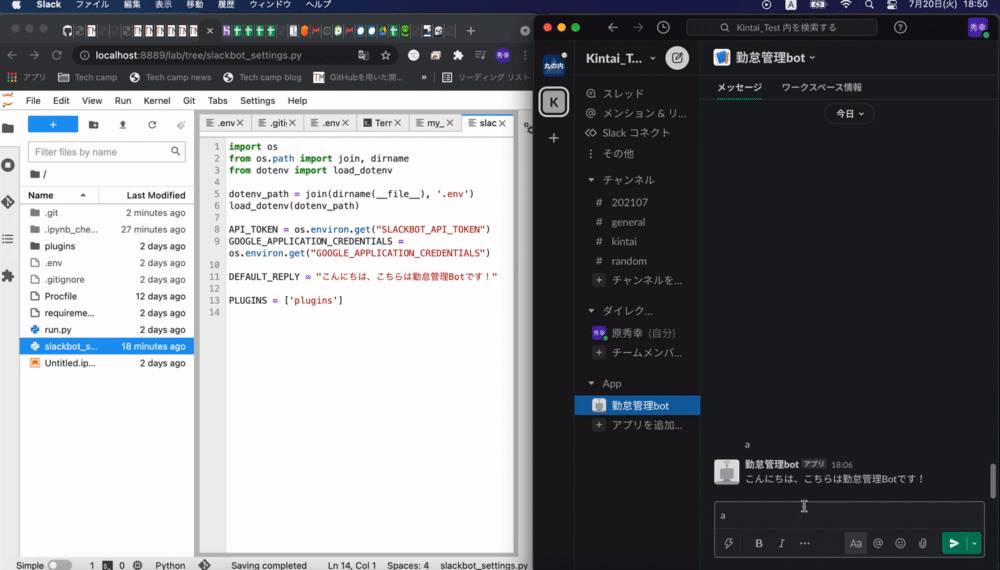 Slack ファイル 編集 表示 移動 履歴 ウィンドウ ヘルプ
A
7月20日(火) 18:50
localhost:8889/lab/tree/slackbot_settings.py
秀幸
アプリ Tech camp Tech camp news Tech camp blog TM GitHubを用いた開... » リーディング リスト
File Edit View Run Kernel Git Tabs Settings Help
+
Filter files by name
/
Name Last Modified
.git 2 minutes ago
.ipynb_che... 27 minutes ago
plugins 2 days ago
.env 2 days ago
.gitignore 2 days ago
Procfile 12 days ago
requireme... 2 days ago
run.py 2 days ago
slackbot_s... 18 minutes ago
Untitled.ip... 2 days ago
.env .giti .env Terr my_ slac
1 import os
2 from os.path import join, dirname
3 from dotenv import load_dotenv
4
5 dotenv_path = join(dirname(__file__), '.env')
6 load_dotenv(dotenv_path)
7
8 API_TOKEN = os.environ.get("SLACKBOT_API_TOKEN")
9 GOOGLE_APPLICATION_CREDENTIALS =
os.environ.get("GOOGLE_APPLICATION_CREDENTIALS")
10
11 DEFAULT_REPLY = "こんにちは、こちらは勤怠管理Botです！"
12
13 PLUGINS = ['plugins']
14
Simple 1 0 Python Saving completed Ln 14, Col 1 Spaces: 4 slackbot_settings.py
Kintai_Test 内を検索する
秀幸
丸の内
K
+
Kintai_T...
スレッド
メンション & リ...
Slack コネクト
その他
チャンネル
# 202107
# general
# kintai
# random
+ チャンネルを...
ダイレク...
秀幸 原秀幸 (自分)
+ チームメンバ...
App
勤怠管理bot
+ アプリを追加...
勤怠管理bot
メッセージ ワークスペース情報
今日
a
勤怠管理bot アプリ 18:06
こんにちは、こちらは勤怠管理Botです！
a
B I Aa @